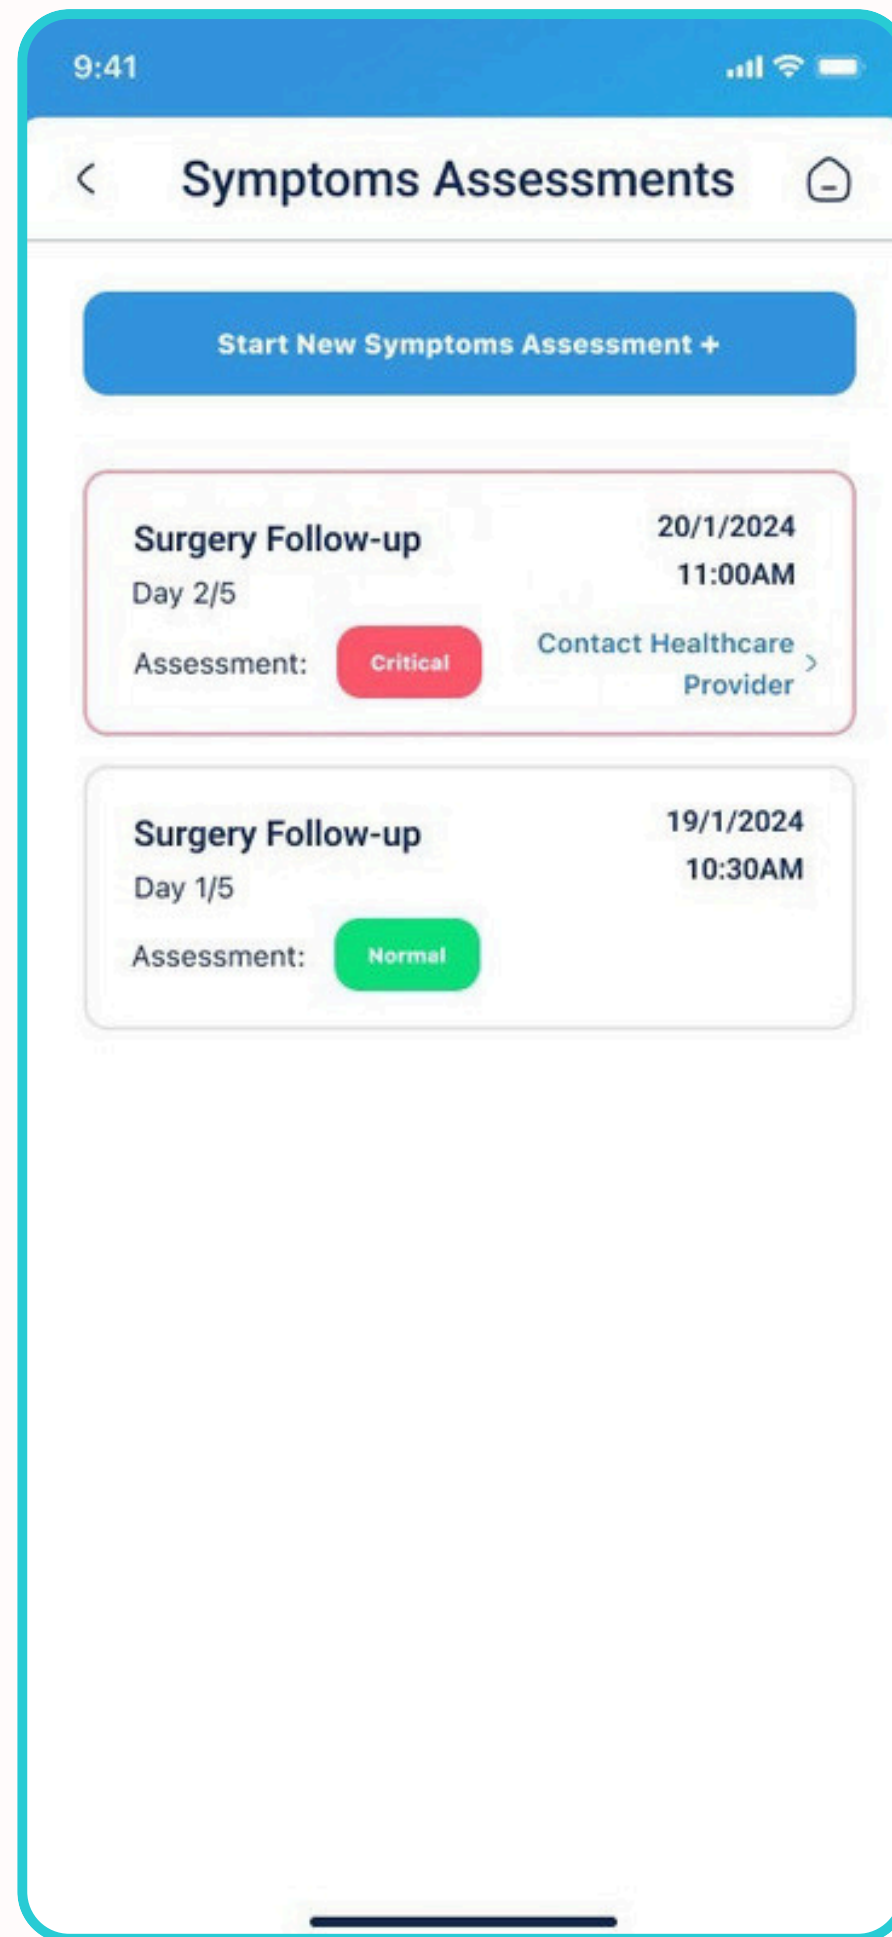 9:41
Symptoms Assessments
Start New Symptoms Assessment +
Surgery Follow-up
20/1/2024
Day 2/5
11:00AM
Assessment:
Critical
Contact Healthcare
Provider
Surgery Follow-up
19/1/2024
Day 1/5
10:30AM
Assessment:
Normal